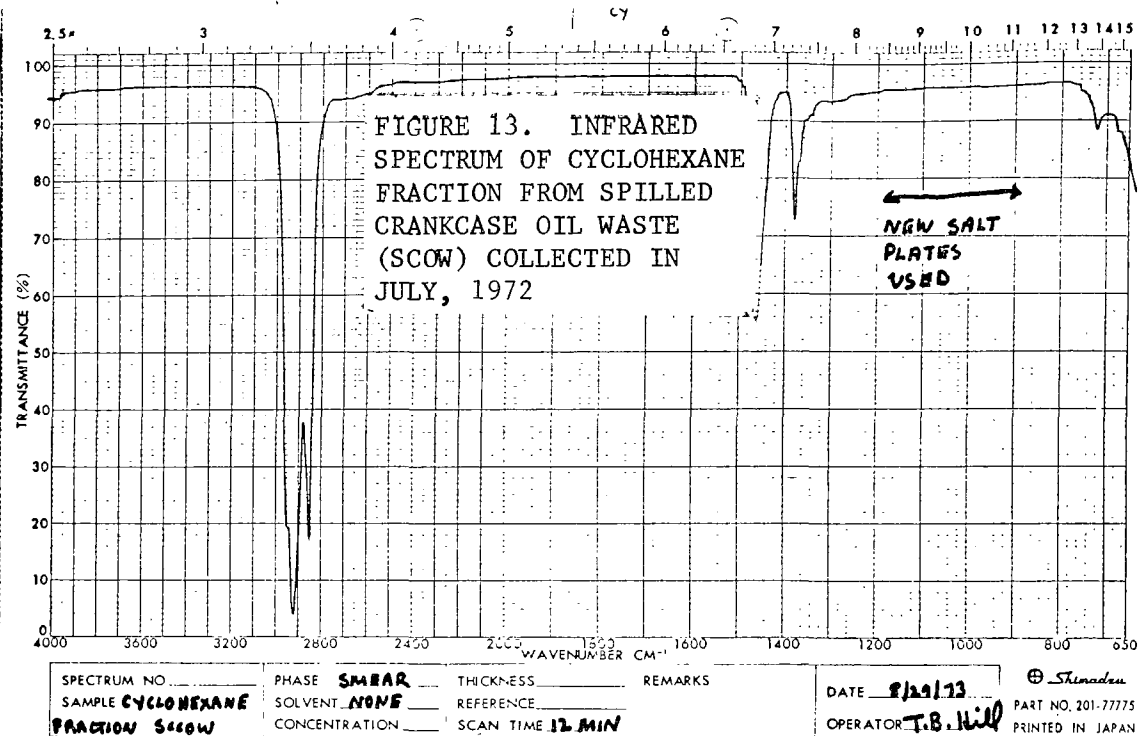 CY
2.5 3 4 5 6 7 8 9 10 11 12 13 14 15
FIGURE 13. INFRARED
SPECTRUM OF CYCLOHEXANE
FRACTION FROM SPILLED
CRANKCASE OIL WASTE
(SCOW) COLLECTED IN
JULY, 1972
NEW SALT
PLATES
USED
TRANSMITTANCE (%)
100
90
80
70
60
50
40
30
20
10
0
4000 3600 3200 2800 2450 2000 1600 1400 1200 1000 800 650
WAVENUMBER CM⁻¹
SPECTRUM NO.
SAMPLE CYCLOHEXANE
FRACTION
PHASE SMEAR
SOLVENT NONE
CONCENTRATION
THICKNESS
REFERENCE
SCAN TIME 12 MIN
REMARKS
DATE 8/29/73
OPERATOR T.B. Hill
Shimadzu
PART NO. 201-77775
PRINTED IN JAPAN